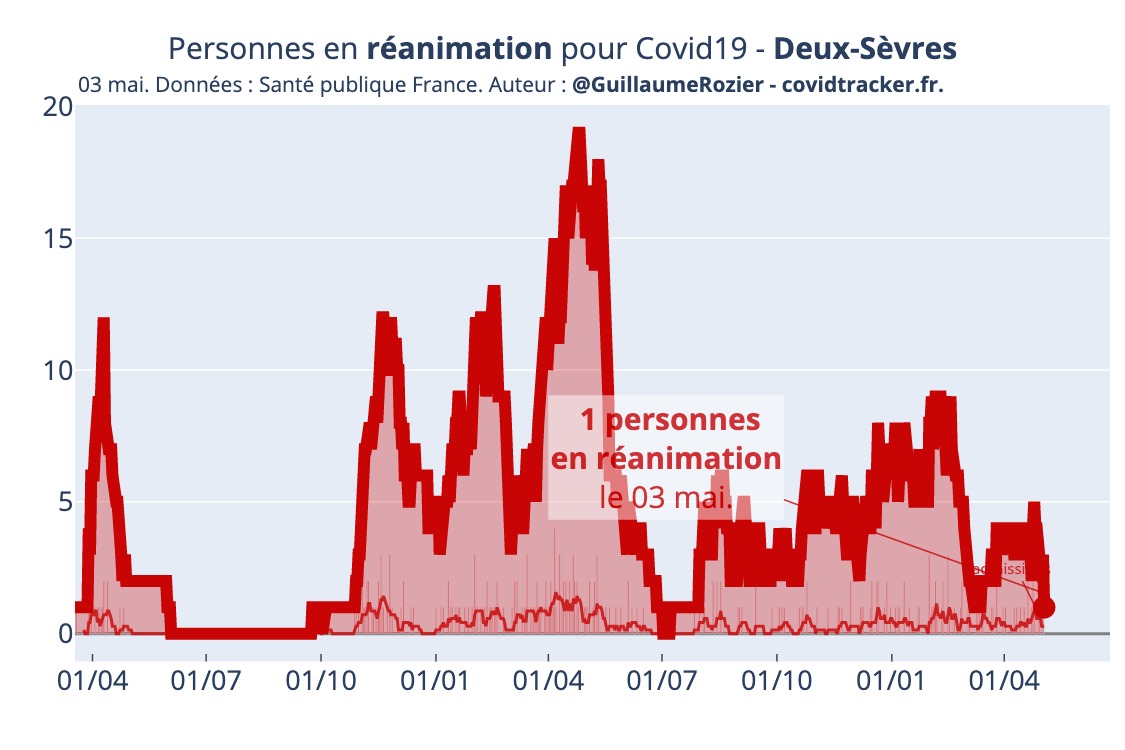 Personnes en réanimation pour Covid19 - Deux-Sèvres
03 mai. Données : Santé publique France. Auteur : @GuillaumeRozier - covidtracker.fr.
20
15
10
5
0
1 personnes
en réanimation
le 03 mai.
01/04
01/07
01/10
01/01
01/04
01/07
01/10
01/01
01/04